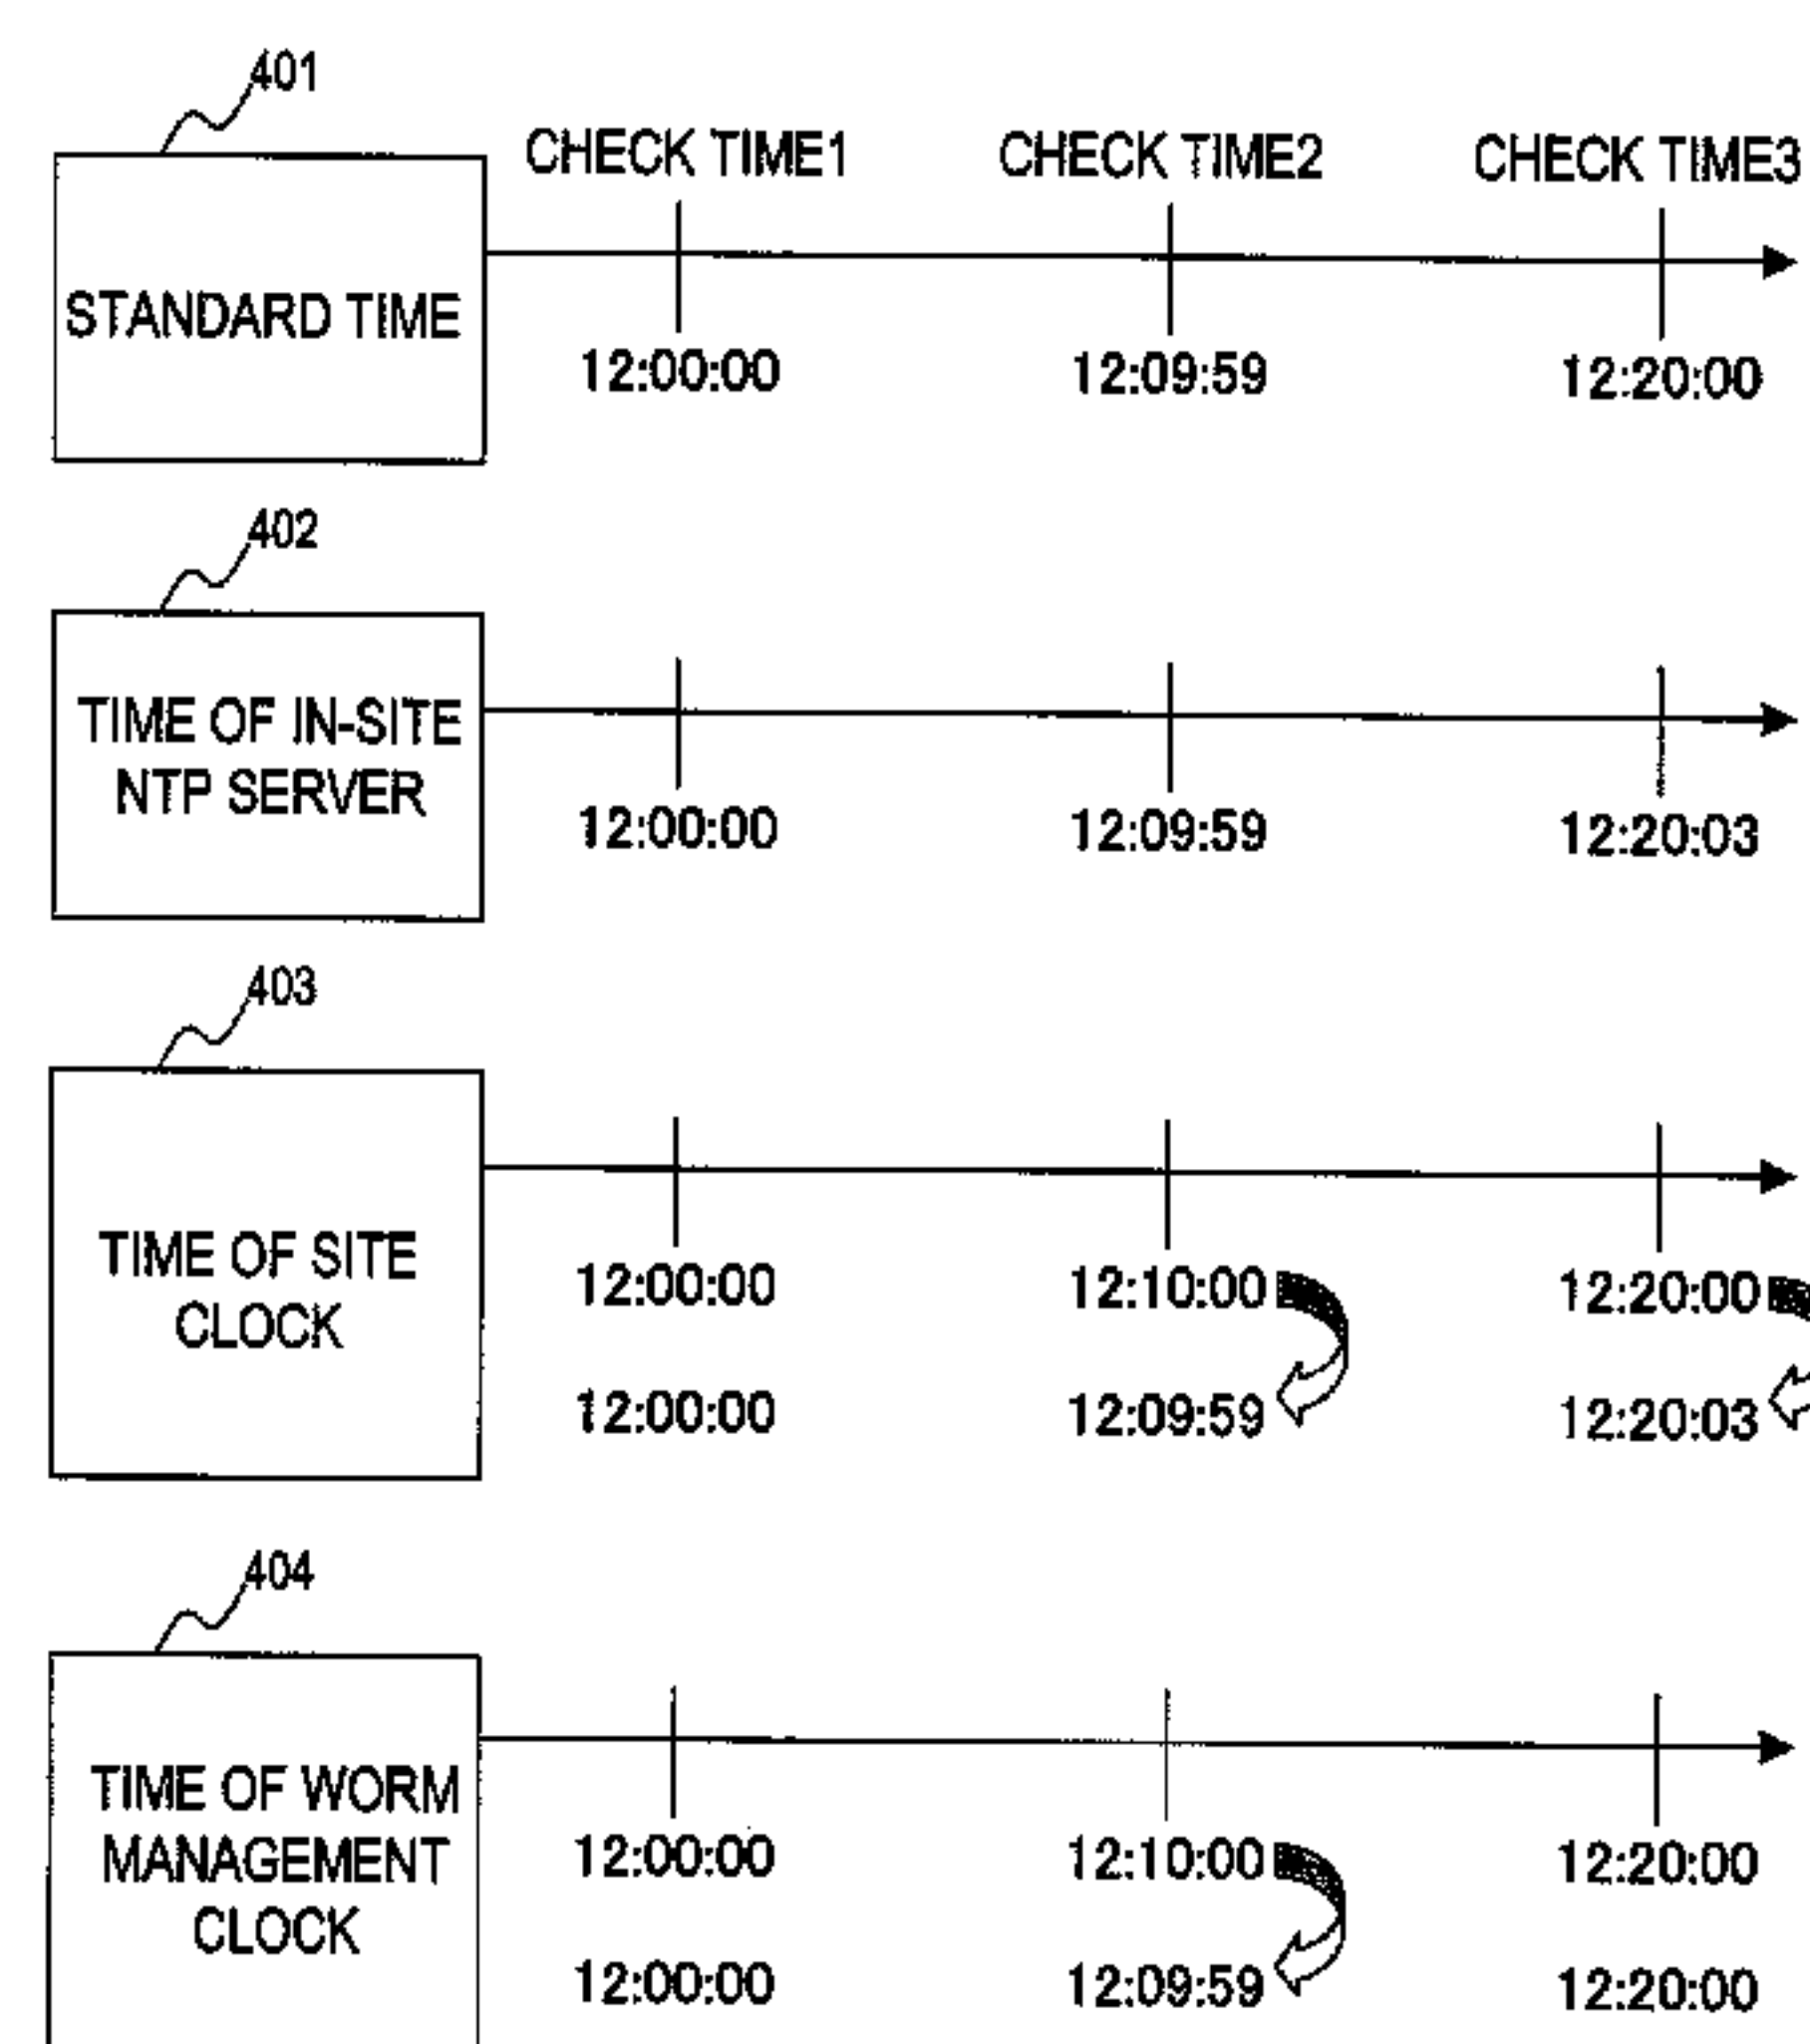 401
CHECK TIME1 CHECK TIME2 CHECK TIME3
STANDARD TIME
12:00:00 12:09:59 12:20:00
402
TIME OF IN-SITE
NTP SERVER
12:00:00 12:09:59 12:20:03
403
TIME OF SITE
CLOCK
12:00:00 12:10:00 12:20:00
12:00:00 12:09:59 12:20:03
404
TIME OF WORM
MANAGEMENT
CLOCK
12:00:00 12:10:00 12:20:00
12:00:00 12:09:59 12:20:00